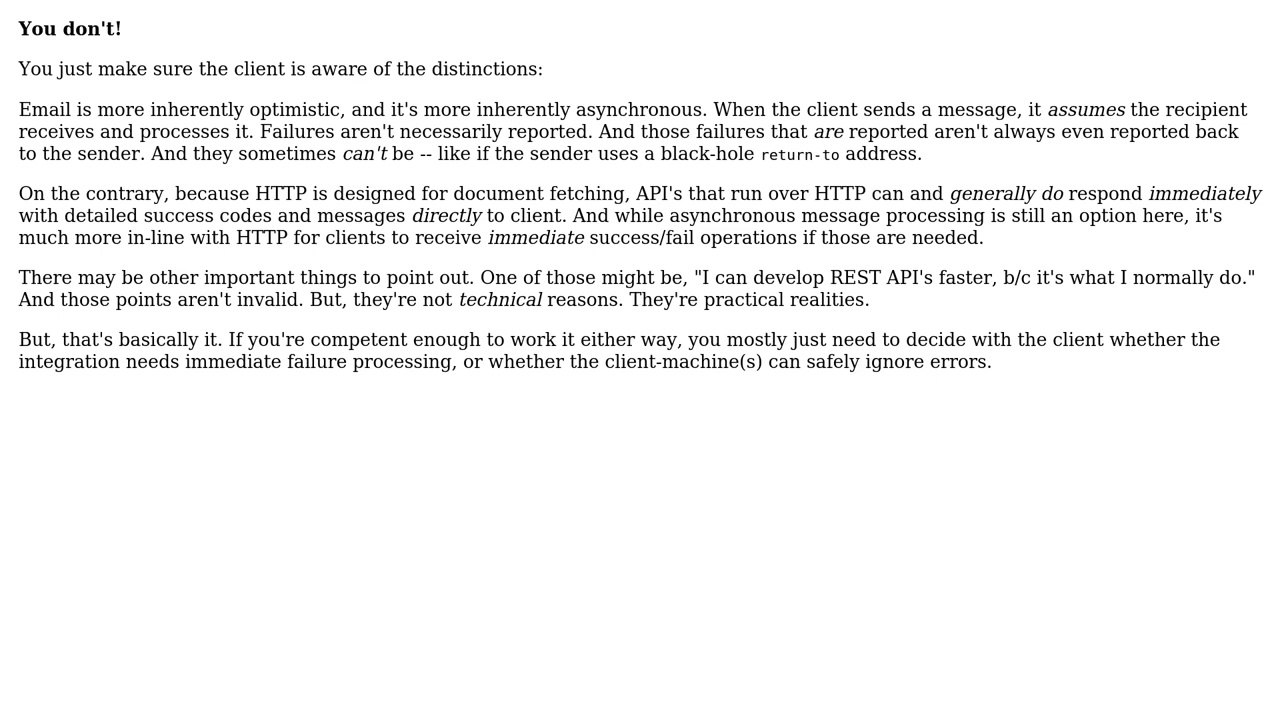 You don't!
You just make sure the client is aware of the distinctions:
Email is more inherently optimistic, and it's more inherently asynchronous. When the client sends a message, it assumes the recipient
receives and processes it. Failures aren't necessarily reported. And those failures that are reported aren't always even reported back
to the sender. And they sometimes can't be -- like if the sender uses a black-hole return-to address.
On the contrary, because HTTP is designed for document fetching, API's that run over HTTP can and generally do respond immediately
with detailed success codes and messages directly to client. And while asynchronous message processing is still an option here, it's
much more in-line with HTTP for clients to receive immediate success/fail operations if those are needed.
There may be other important things to point out. One of those might be, "I can develop REST API's faster, b/c it's what I normally do."
And those points aren't invalid. But, they're not technical reasons. They're practical realities.
But, that's basically it. If you're competent enough to work it either way, you mostly just need to decide with the client whether the
integration needs immediate failure processing, or whether the client-machine(s) can safely ignore errors.